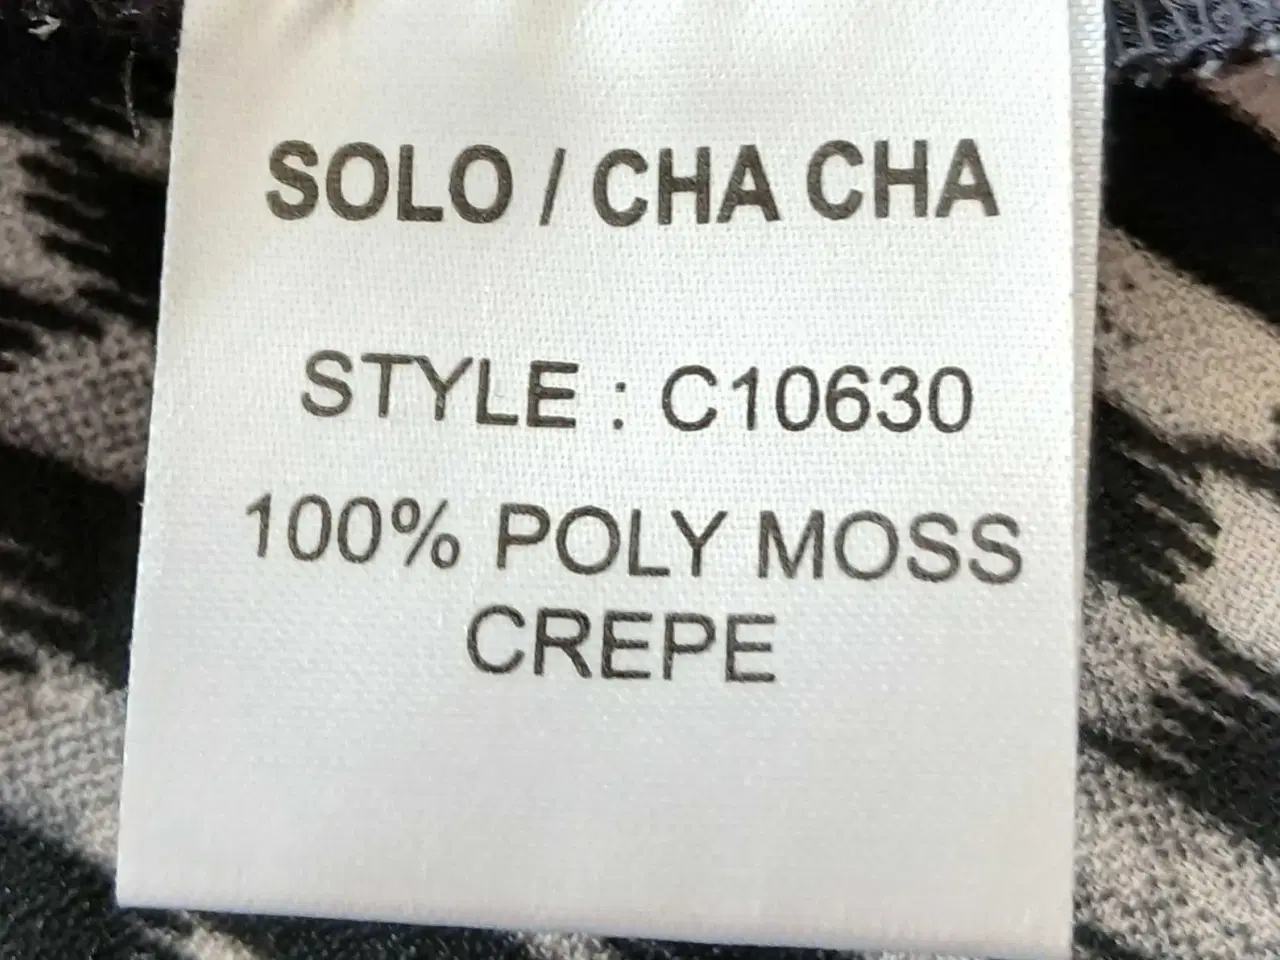 SOLO / CHA CHA
STYLE : C10630
100% POLY MOSS
CREPE